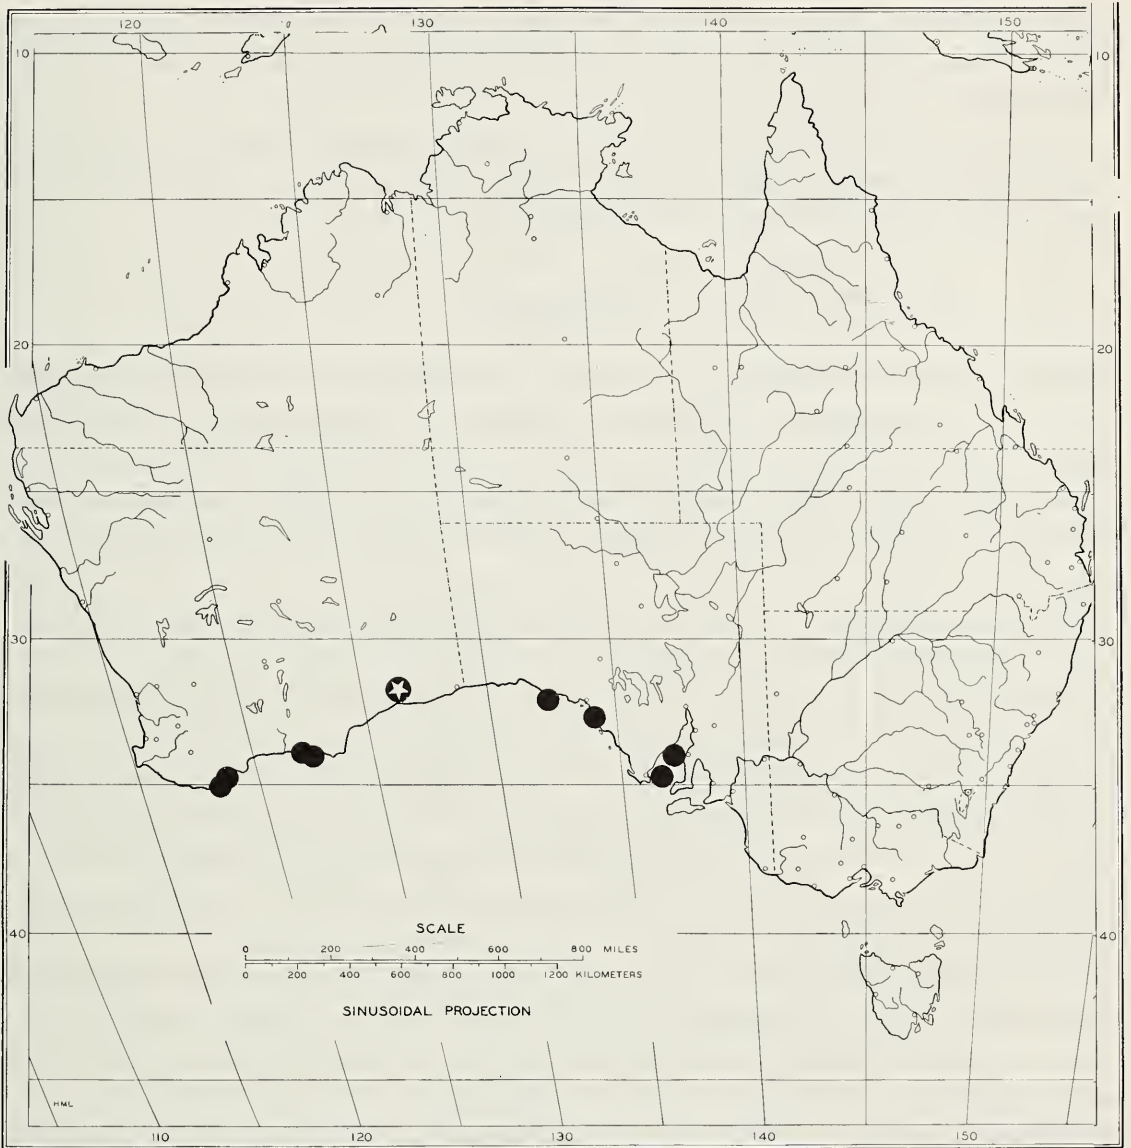 120 130 140 150
10 10
20 20
30 30
SCALE
0 200 400 600 800 MILES
0 200 400 600 800 1000 1200 KILOMETERS
40 40
SINUSOIDAL PROJECTION
HML
110 120 130 140 150